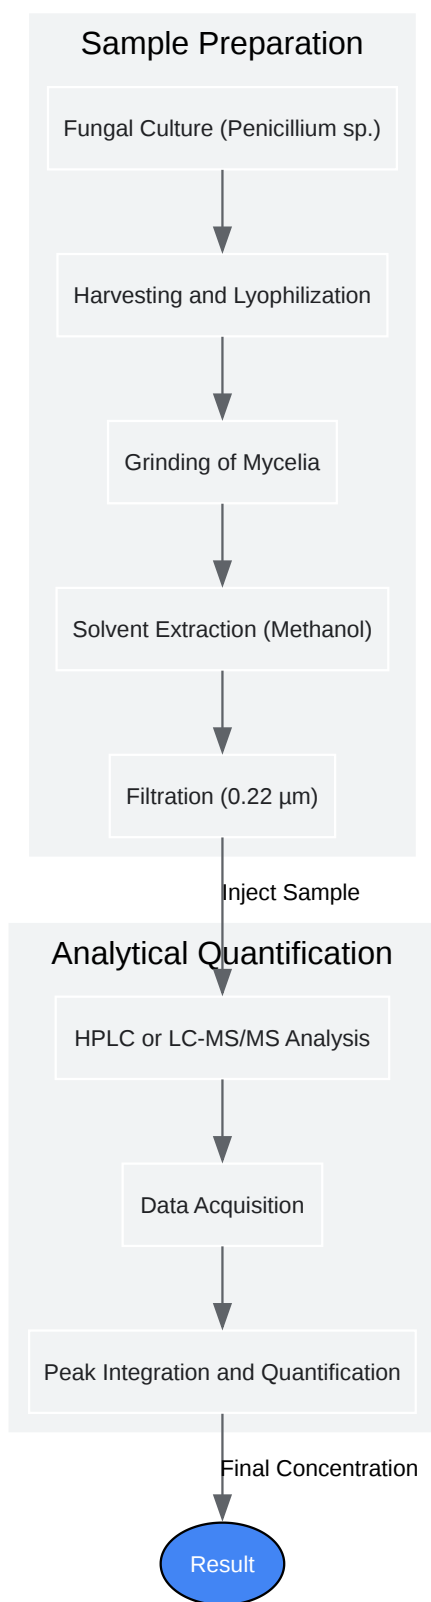 Sample Preparation
Fungal Culture (Penicillium sp.)
Harvesting and Lyophilization
Grinding of Mycelia
Solvent Extraction (Methanol)
Filtration (0.22 µm)
Inject Sample
Analytical Quantification
HPLC or LC-MS/MS Analysis
Data Acquisition
Peak Integration and Quantification
Final Concentration
Result